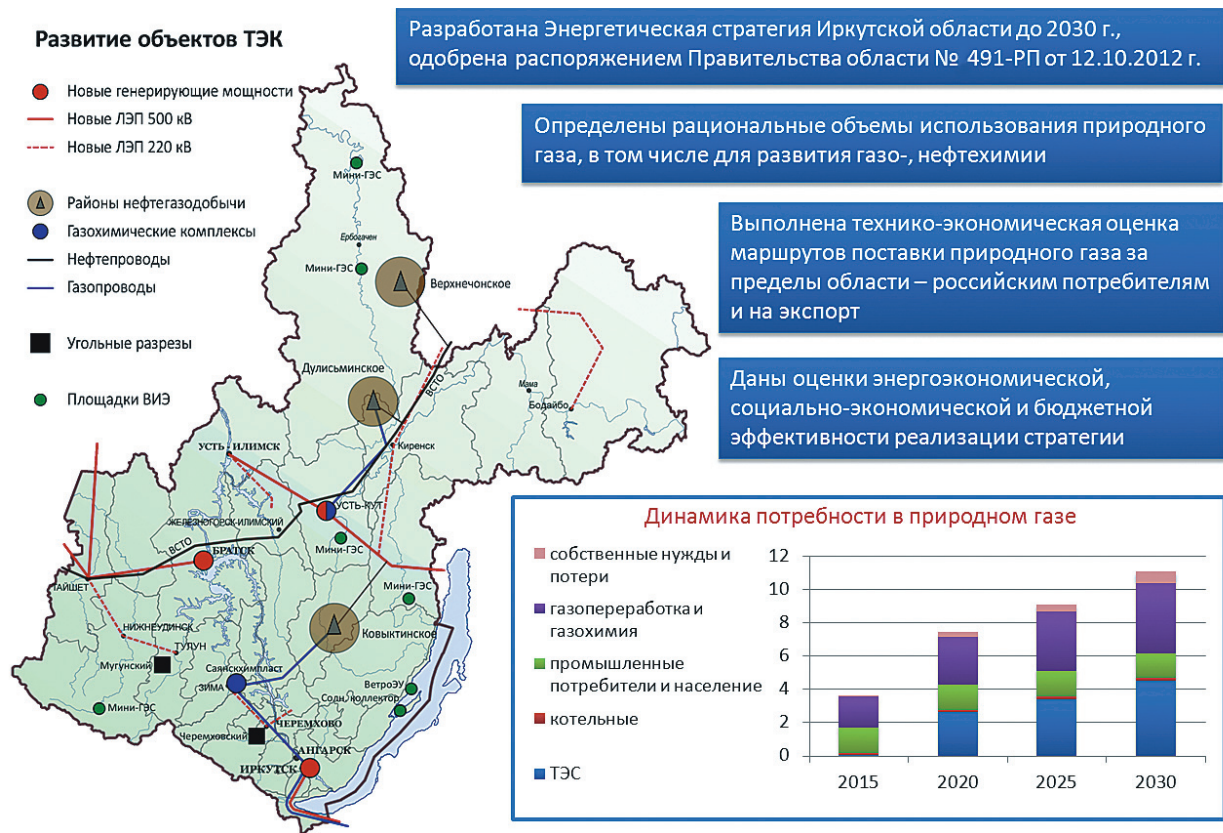 Развитие объектов ТЭК
Новые генерирующие мощности
Новые ЛЭП 500 кВ
Новые ЛЭП 220 кВ
Районы нефтегазодобычи
Газохимические комплексы
Нефтепроводы
Газопроводы
Угольные разрезы
Площадки ВИЭ
Разработана Энергетическая стратегия Иркутской области до 2030 г.,
одобрена распоряжением Правительства области № 491-РП от 12.10.2012 г.
Определены рациональные объемы использования природного
газа, в том числе для развития газо-, нефтехимии
Выполнена технико-экономическая оценка
маршрутов поставки природного газа за
пределы области – российским потребителям
и на экспорт
Даны оценки энергоэкономической,
социально-экономической и бюджетной
эффективности реализации стратегии
Мини-ГЭС
Ербогачен
Мини-ГЭС
Верхнечонское
Дулисьминское
ВСТО
Мама
Бодайбо
УСТЬ ИЛИМСК
Киренск
УСТЬ-КУТ
ЖЕЛЕЗНОГОРСК-ИЛИМСКИЙ
Мини-ГЭС
ВСТО
БРАТСК
ТАЙШЕТ
Мини-ГЭС
НИЖНЕУДИНСК
ТУЛУН
Ковыктинское
Мугунский
Саянскхимпласт
ЗИМА
ВетроЭУ
Солн. коллектор
Мини-ГЭС
ЧЕРЕМХОВО
Черемховский
АНГАРСК
ИРКУТСК
Динамика потребности в природном газе
собственные нужды и
потери
газопереработка и
газохимия
промышленные
потребители и население
котельные
ТЭС
12
10
8
6
4
2
0
2015 2020 2025 2030